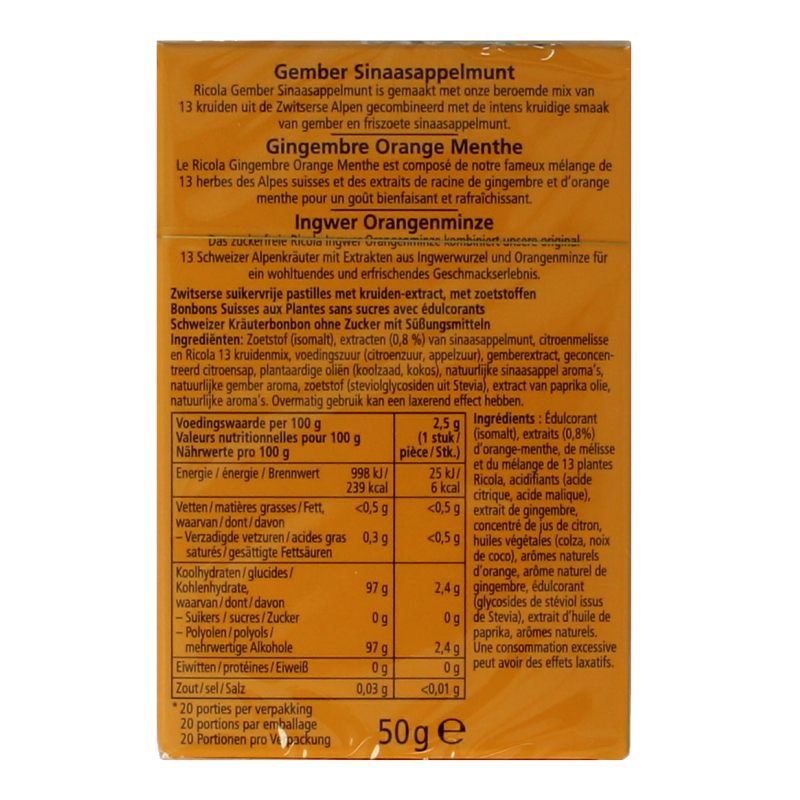 Gember Sinaasappelmunt
Ricola Gember Sinaasappelmunt is gemaakt met onze beroemde mix van
13 kruiden uit de Zwitserse Alpen gecombineerd met de intens kruidige smaak
van gember en friszoete sinaasappelmunt.
Gingembre Orange Menthe
Le Ricola Gingembre Orange Menthe est composé de notre fameux mélange de
13 herbes des Alpes suisses et des extraits de racine de gingembre et d'orange
menthe pour un goût bienfaisant et rafraîchissant.
Ingwer Orangenminze
Das zuckerfreie Ricola Ingwer Orangenminze kombiniert unsere original
13 Schweizer Alpenkräuter mit Extrakten aus Ingwerwurzel und Orangenminze für
ein wohltuendes und erfrischendes Geschmackserlebnis.
Zwitserse suikervrije pastilles met kruiden-extract, met zoetstoffen
Bonbons Suisses aux Plantes sans sucres avec édulcorants
Schweizer Kräuterbonbon ohne Zucker mit Süßungsmitteln
Ingrediënten: Zoetstof (isomalt), extracten (0,8 %) van sinaasappelmunt, citroenmelisse
en Ricola 13 kruidenmix, voedingszuur (citroenzuur, appelzuur), gemberextract, geconcen-
treerd citroensap, plantaardige oliën (koolzaad, kokos), natuurlijke sinaasappel aroma's,
natuurlijke gember aroma, zoetstof (steviolglycosiden uit Stevia), extract van paprika olie,
natuurlijke aroma's. Overmatig gebruik kan een laxerend effect hebben.
Voedingswaarde per 100 g 2,5 g
Valeurs nutritionnelles pour 100 g (1 stuk/
Nährwerte pro 100 g pièce/Stk.)
Energie/énergie/Brennwert 998 kJ/ 25 kJ/
239 kcal 6 kcal
Vetten/matières grasses/Fett, <0,5 g <0,5 g
waarvan/dont/davon
– Verzadigde vetzuren/acides gras 0,3 g <0,5 g
saturés/gesättigte Fettsäuren
Koolhydraten/glucides/
Kohlenhydrate, 97 g 2,4 g
waarvan/dont/davon
– Suikers/sucres/Zucker 0 g 0 g
– Polyolen/polyols/
mehrwertige Alkohole 97 g 2,4 g
Eiwitten/protéines/Eiweiß 0 g 0 g
Zout/sel/Salz 0,03 g <0,01 g
Ingrédients : Édulcorant
(isomalt), extraits (0,8%)
d'orange-menthe, de mélisse
et du mélange de 13 plantes
Ricola, acidifiants (acide
citrique, acide malique),
extrait de gingembre,
concentré de jus de citron,
huiles végétales (colza, noix
de coco), arômes naturels
d'orange, arôme naturel de
gingembre, édulcorant
(glycosides de stéviol issus
de Stevia), extrait d'huile de
paprika, arômes naturels.
Une consommation excessive
peut avoir des effets laxatifs.
* 20 porties per verpakking
20 portions par emballage
20 Portionen pro Verpackung
50 g e